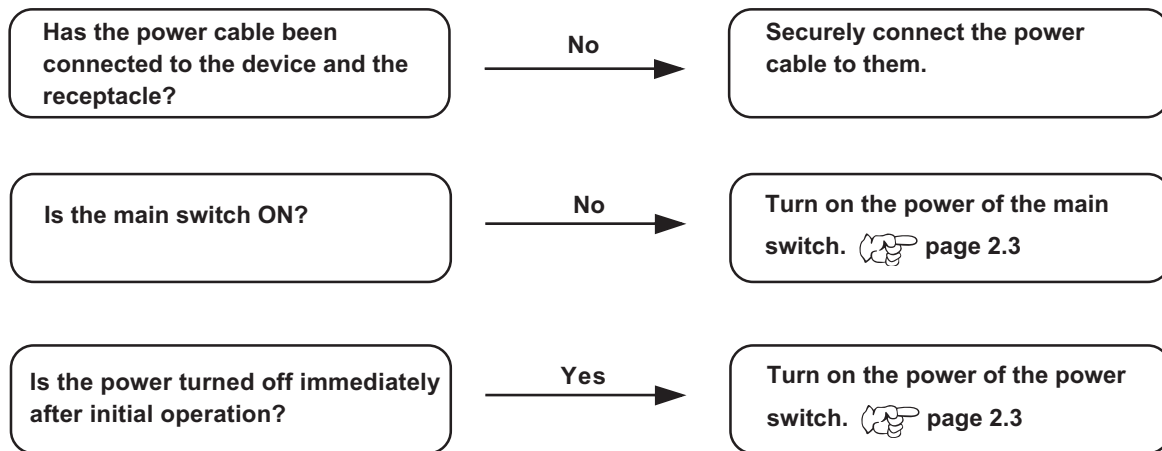 Has the power cable been
connected to the device and the
receptacle?
No
Securely connect the power
cable to them.
Is the main switch ON?
No
Turn on the power of the main
switch. page 2.3
Is the power turned off immediately
after initial operation?
Yes
Turn on the power of the power
switch. page 2.3